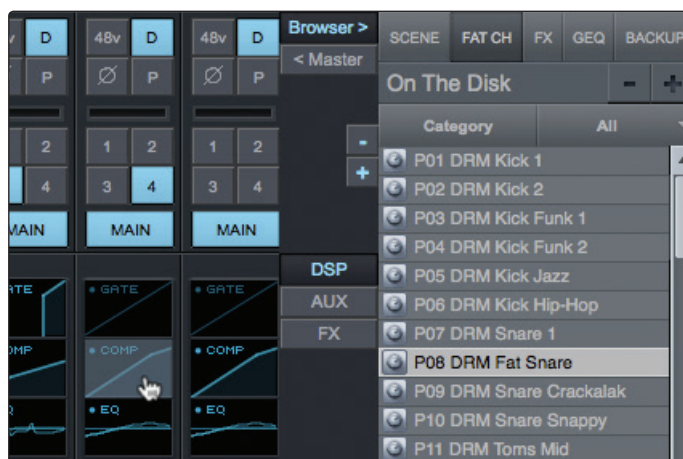 D 48v D 48v D Browser >
P Ø P Ø P < Master
SCENE FAT CH FX GEQ BACKUP
On The Disk - +
Category All
2 1 2 1 2 -
4 3 4 3 4 +
MAIN MAIN MAIN
P01 DRM Kick 1
P02 DRM Kick 2
P03 DRM Kick Funk 1
P04 DRM Kick Funk 2
P05 DRM Kick Jazz
P06 DRM Kick Hip-Hop
P07 DRM Snare 1
P08 DRM Fat Snare
P09 DRM Snare Crackalak
P10 DRM Snare Snappy
P11 DRM Toms Mid
DSP
AUX
FX
GATE GATE
COMP COMP
EQ EQ